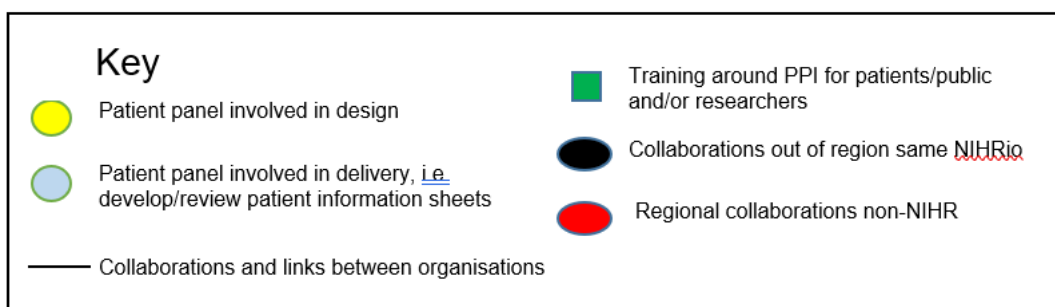 Key
Patient panel involved in design
Patient panel involved in delivery, i.e.
develop/review patient information sheets
Collaborations and links between organisations
Training around PPI for patients/public
and/or researchers
Collaborations out of region same NIHRio
Regional collaborations non-NIHR